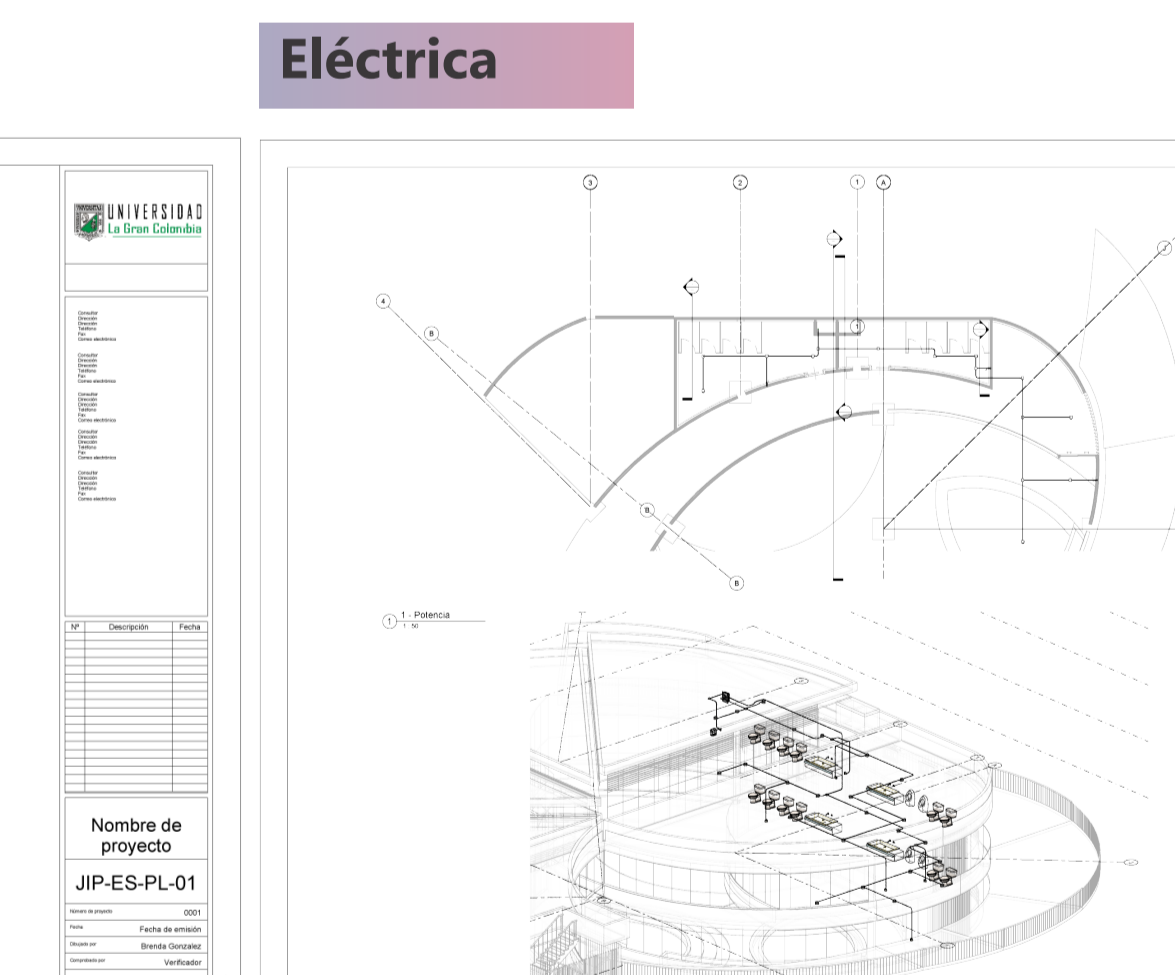 Eléctrica
UNIVERSIDAD
La Gran Colombia
Consultor
Dirección
Dirección
Teléfono
Fax
Correo electrónico
Consultor
Dirección
Dirección
Teléfono
Fax
Correo electrónico
Consultor
Dirección
Dirección
Teléfono
Fax
Correo electrónico
Consultor
Dirección
Dirección
Teléfono
Fax
Correo electrónico
Consultor
Dirección
Dirección
Teléfono
Fax
Correo electrónico
Nº Descripción Fecha
Nombre de
proyecto
JIP-ES-PL-01
Número de proyecto 0001
Fecha Fecha de emisión
Dibujado por Brenda Gonzalez
Comprobado por Verificador
3
2
1
A
4
B
1
B
B
1
1 - Potencia
1 : 50